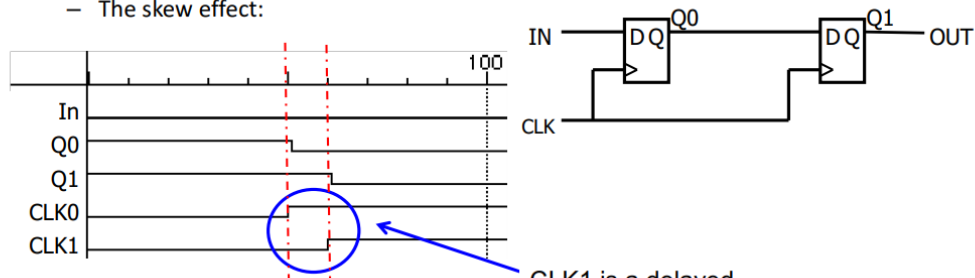 – The skew effect:
100
In
Q0
Q1
CLK0
CLK1
IN
D Q
Q0
D Q
Q1
OUT
CLK
CLK1 is a delayed